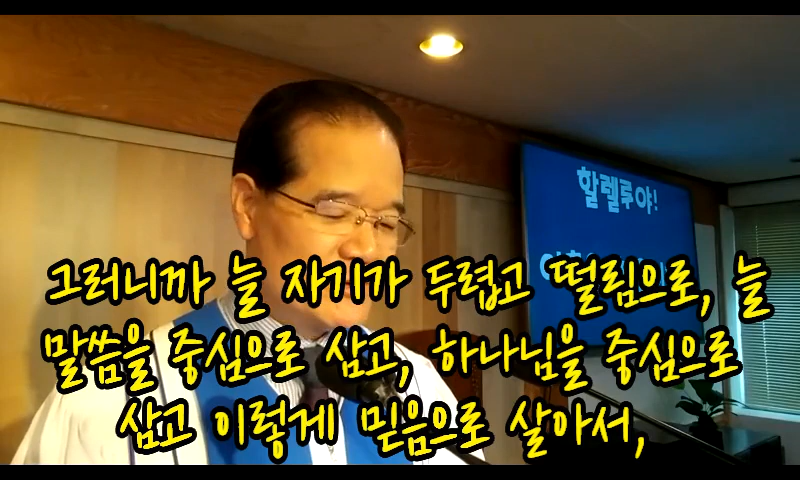 할렐루야!
그러니까 늘 자기가 두렵고 떨림으로, 늘
말씀을 중심으로 삼고, 하나님을 중심으로
삼고 이렇게 믿음으로 살아서,